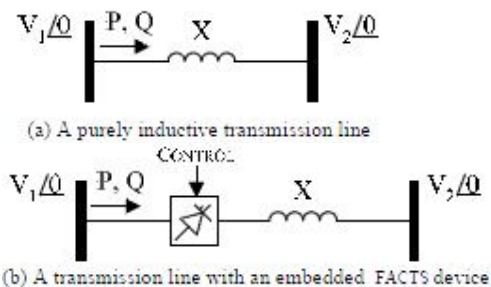 V₁/0 P, Q X V₂/0
(a) A purely inductive transmission line
CONTROL
V₁/0 P, Q X V₂/0
(b) A transmission line with an embedded FACTS device